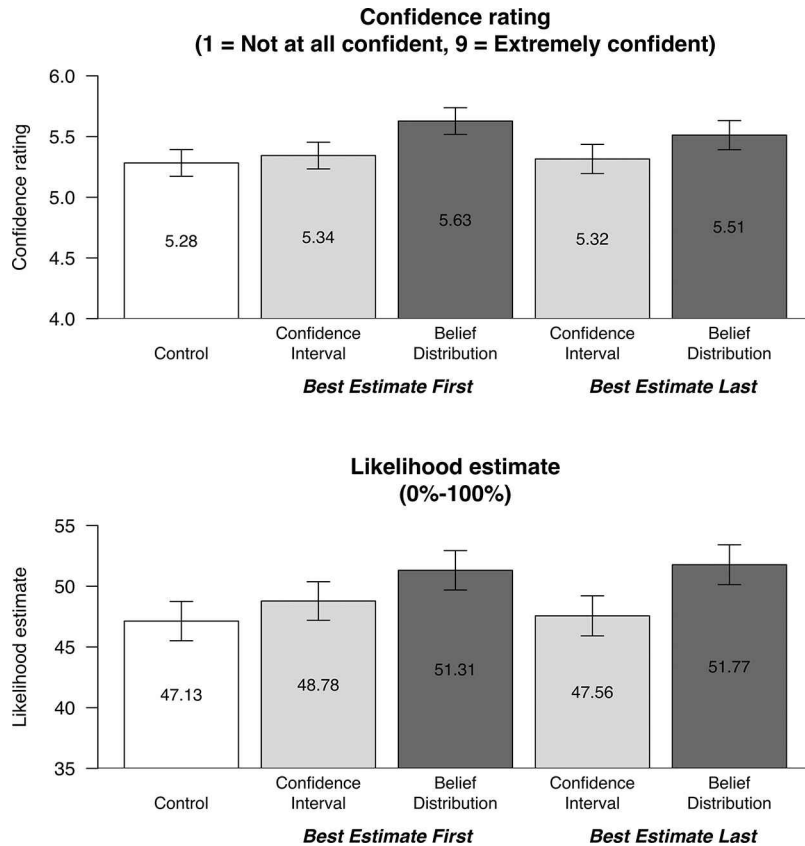 Confidence rating
(1 = Not at all confident, 9 = Extremely confident)
6.0
5.5
5.0
4.5
4.0
Confidence rating
5.28
5.34
5.63
5.32
5.51
Control
Confidence
Interval
Belief
Distribution
Confidence
Interval
Belief
Distribution
Best Estimate First
Best Estimate Last
Likelihood estimate
(0%-100%)
55
50
45
40
35
Likelihood estimate
47.13
48.78
51.31
47.56
51.77
Control
Confidence
Interval
Belief
Distribution
Confidence
Interval
Belief
Distribution
Best Estimate First
Best Estimate Last